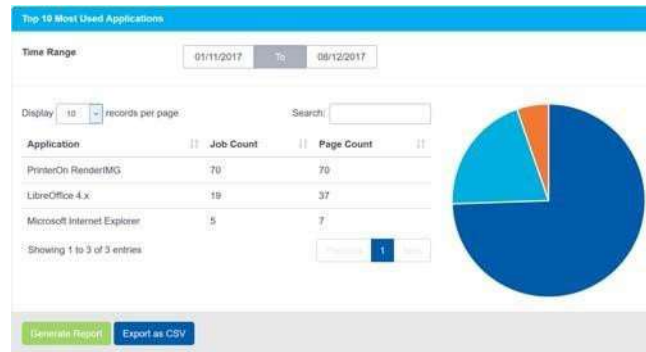 Top 10 Most Used Applications
Time Range
01/11/2017 To 08/12/2017
Display 10 records per page Search:
Application Job Count Page Count
PrinterOn RenderIMG 70 70
LibreOffice 4.x 19 37
Microsoft Internet Explorer 5 7
Showing 1 to 3 of 3 entries Previous 1 Next
Generate Report Export as CSV